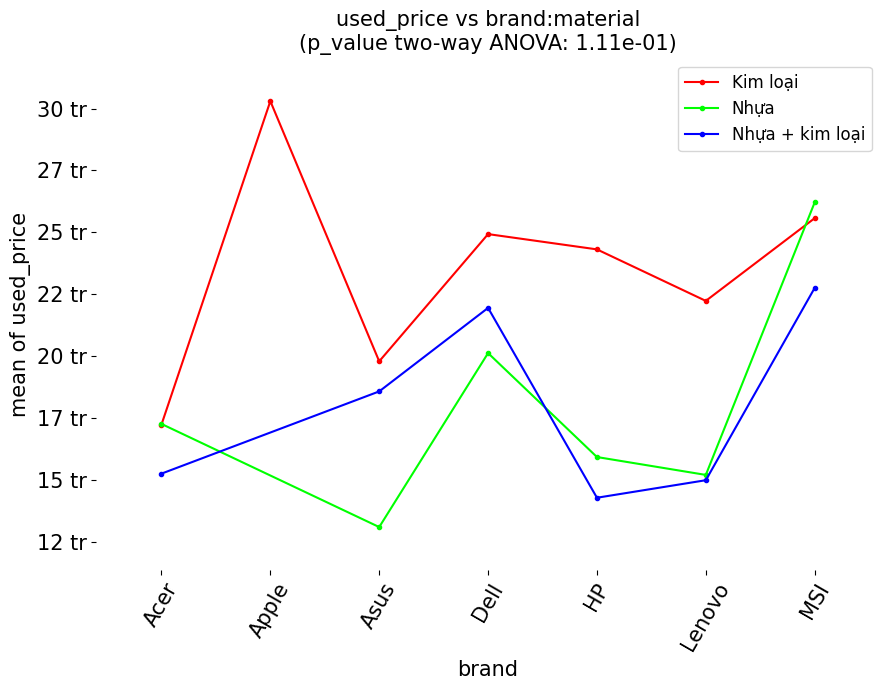 used_price vs brand:material
(p_value two-way ANOVA: 1.11e-01)
Kim loại
Nhựa
Nhựa + kim loại
30 tr
27 tr
25 tr
22 tr
20 tr
17 tr
15 tr
12 tr
mean of used_price
Acer
Apple
Asus
Dell
HP
Lenovo
MSI
brand